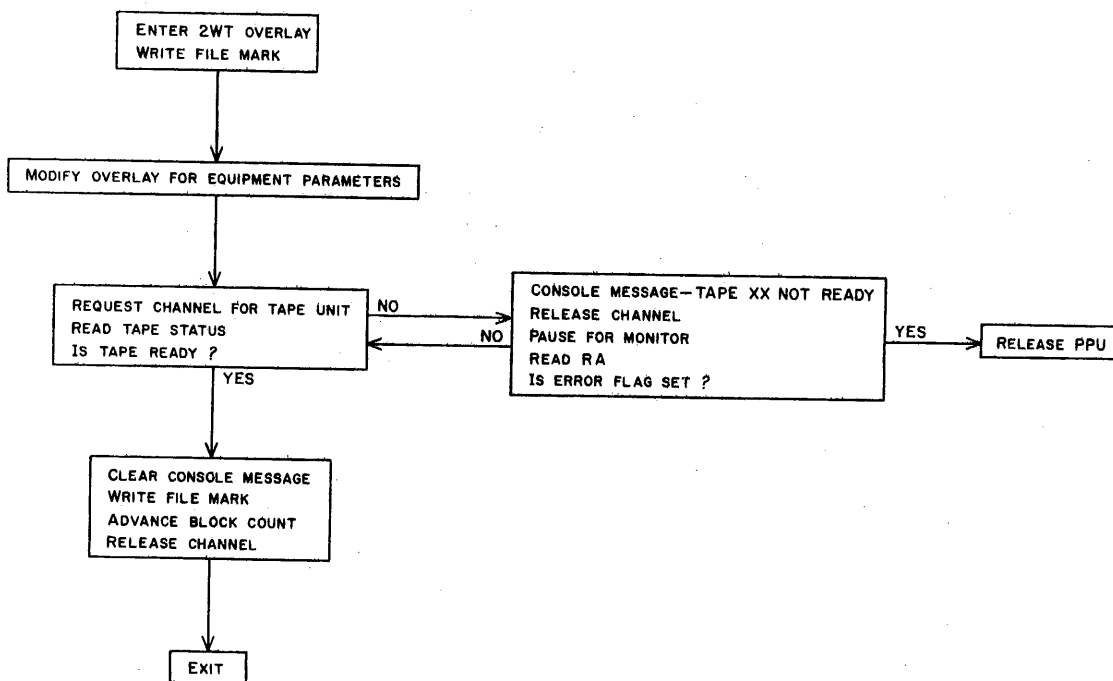 ENTER 2WT OVERLAY
WRITE FILE MARK
MODIFY OVERLAY FOR EQUIPMENT PARAMETERS
REQUEST CHANNEL FOR TAPE UNIT
READ TAPE STATUS
IS TAPE READY ?
NO
NO
YES
CONSOLE MESSAGE—TAPE XX NOT READY
RELEASE CHANNEL
PAUSE FOR MONITOR
READ RA
IS ERROR FLAG SET ?
YES
RELEASE PPU
CLEAR CONSOLE MESSAGE
WRITE FILE MARK
ADVANCE BLOCK COUNT
RELEASE CHANNEL
EXIT